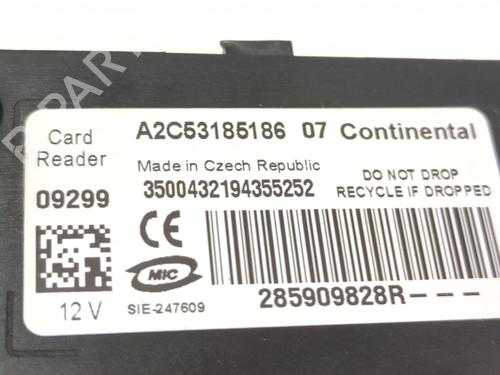 Card Reader
A2C53185186 07 Continental
Made in Czech Republic
3500432194355252
DO NOT DROP
RECYCLE IF DROPPED
09299
CE
MIC
12 V
SIE-247609
285909828R---